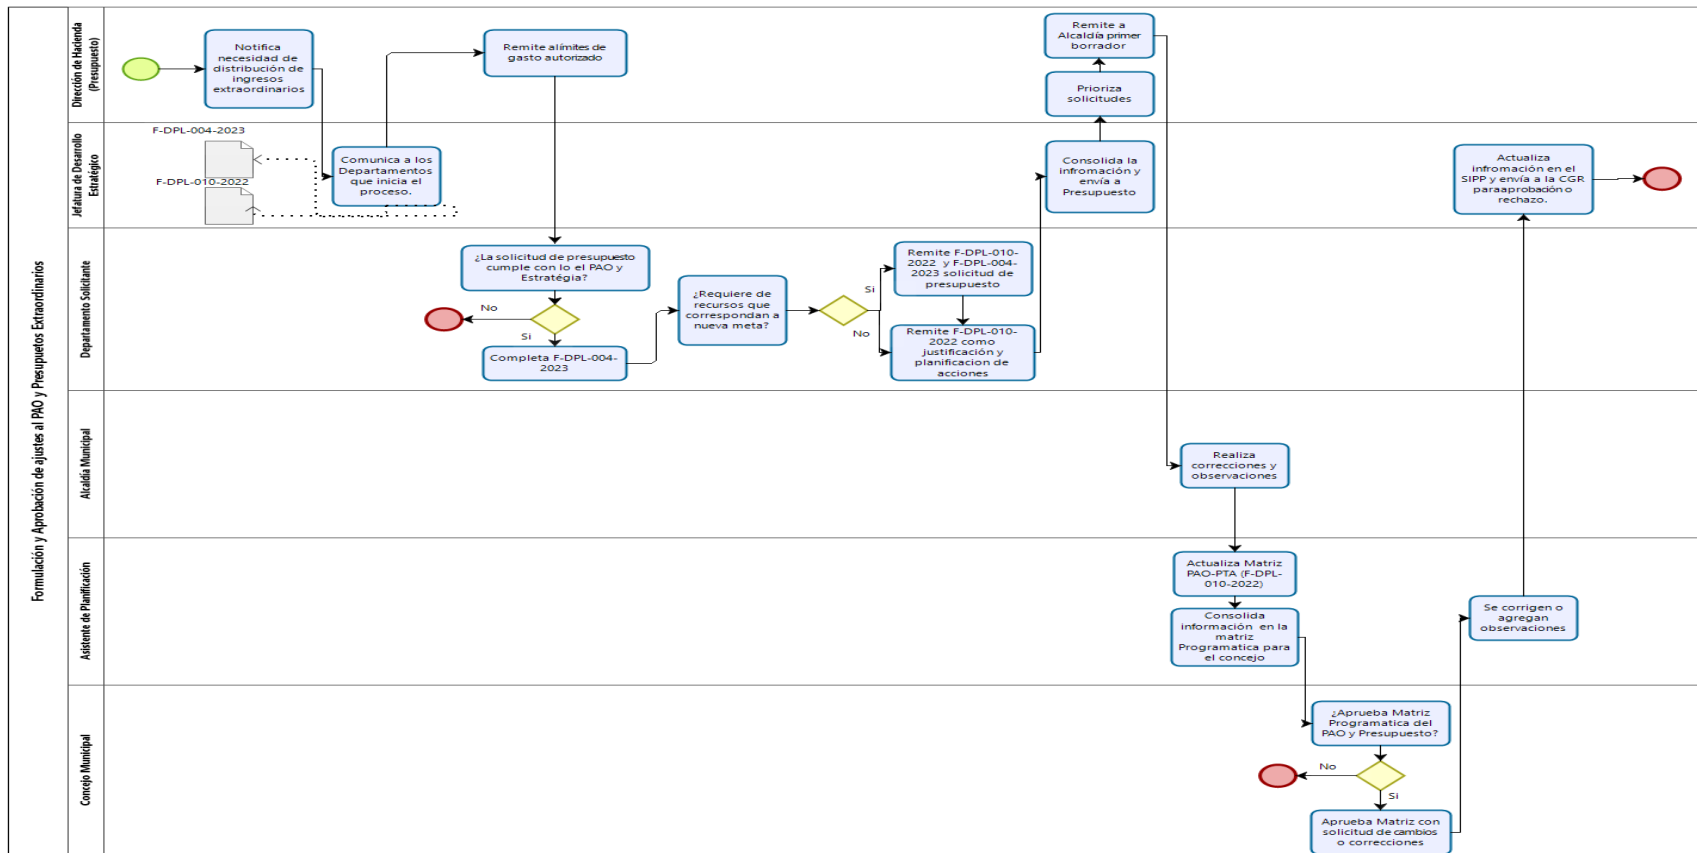 Formulación y Aprobación de ajustes al PAO y Presupuetos Extraordinarios
Dirección de Hacienda
(Presupuesto)
Notifica
necesidad de
distribución de
ingresos
extraordinarios
Remite alímites de
gasto autorizado
Remite a
Alcaldía primer
borrador
Prioriza
solicitudes
Jefatura de Desarrollo
Estratégico
F-DPL-004-2023
F-DPL-010-2022
Comunica a los
Departamentos
que inicia el
proceso.
Consolida la
infromación y
envía a
Presupuesto
Actualiza
infromación en el
SIPP y envía a la CGR
paraaprobación o
rechazo.
Departamento Solicitante
¿La solicitud de presupuesto
cumple con lo el PAO y
Estratégia?
No
Si
Completa F-DPL-004-
2023
¿Requiere de
recursos que
correspondan a
nueva meta?
Si
No
Remite F-DPL-010-
2022 y F-DPL-004-
2023 solicitud de
presupuesto
Remite F-DPL-010-
2022 como
justificación y
planificacion de
acciones
Alcaldía Municipal
Realiza
correcciones y
observaciones
Asistente de Planificación
Actualiza Matriz
PAO-PTA (F-DPL-
010-2022)
Consolida
información en la
matriz
Programatica para
el concejo
Se corrigen o
agregan
observaciones
Concejo Municipal
¿Aprueba Matriz
Programatica del
PAO y Presupuesto?
No
Si
Aprueba Matriz con
solicitud de cambios
o correcciones